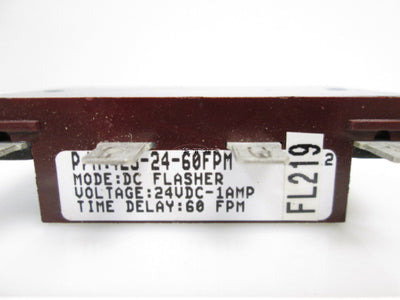 -24-60FPM
MODE:DC FLASHER
VOLTAGE:24VDC-1AMP
TIME DELAY:60 FPM
FL219
2